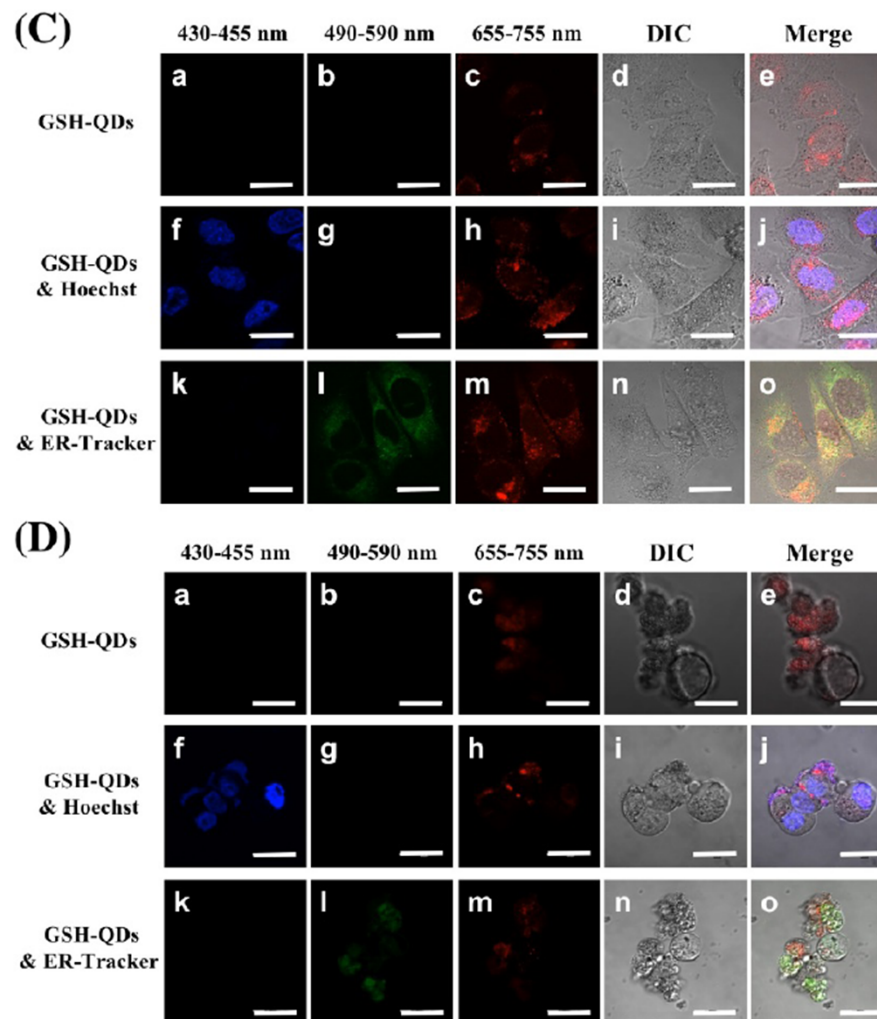 (C)
430-455 nm 490-590 nm 655-755 nm DIC Merge
GSH-QDs
a b c d e
GSH-QDs
& Hoechst
f g h i j
GSH-QDs
& ER-Tracker
k l m n o
(D)
430-455 nm 490-590 nm 655-755 nm DIC Merge
GSH-QDs
a b c d e
GSH-QDs
& Hoechst
f g h i j
GSH-QDs
& ER-Tracker
k l m n o